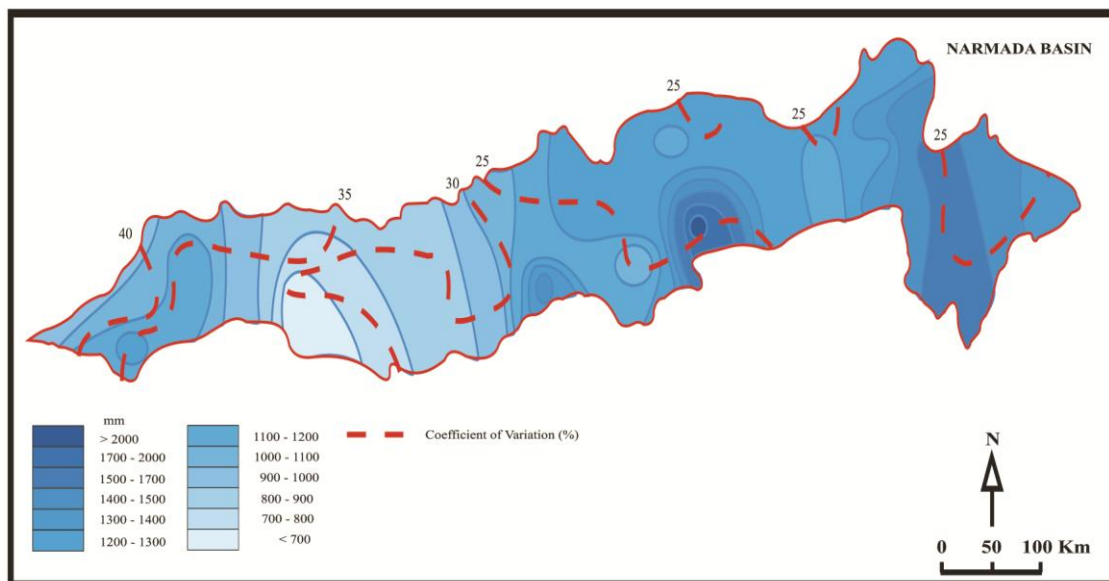 NARMADA BASIN
25
25
25
25
30
35
40
mm
> 2000
1700 - 2000
1500 - 1700
1400 - 1500
1300 - 1400
1200 - 1300
1100 - 1200
1000 - 1100
900 - 1000
800 - 900
700 - 800
< 700
Coefficient of Variation (%)
N
0 50 100 Km